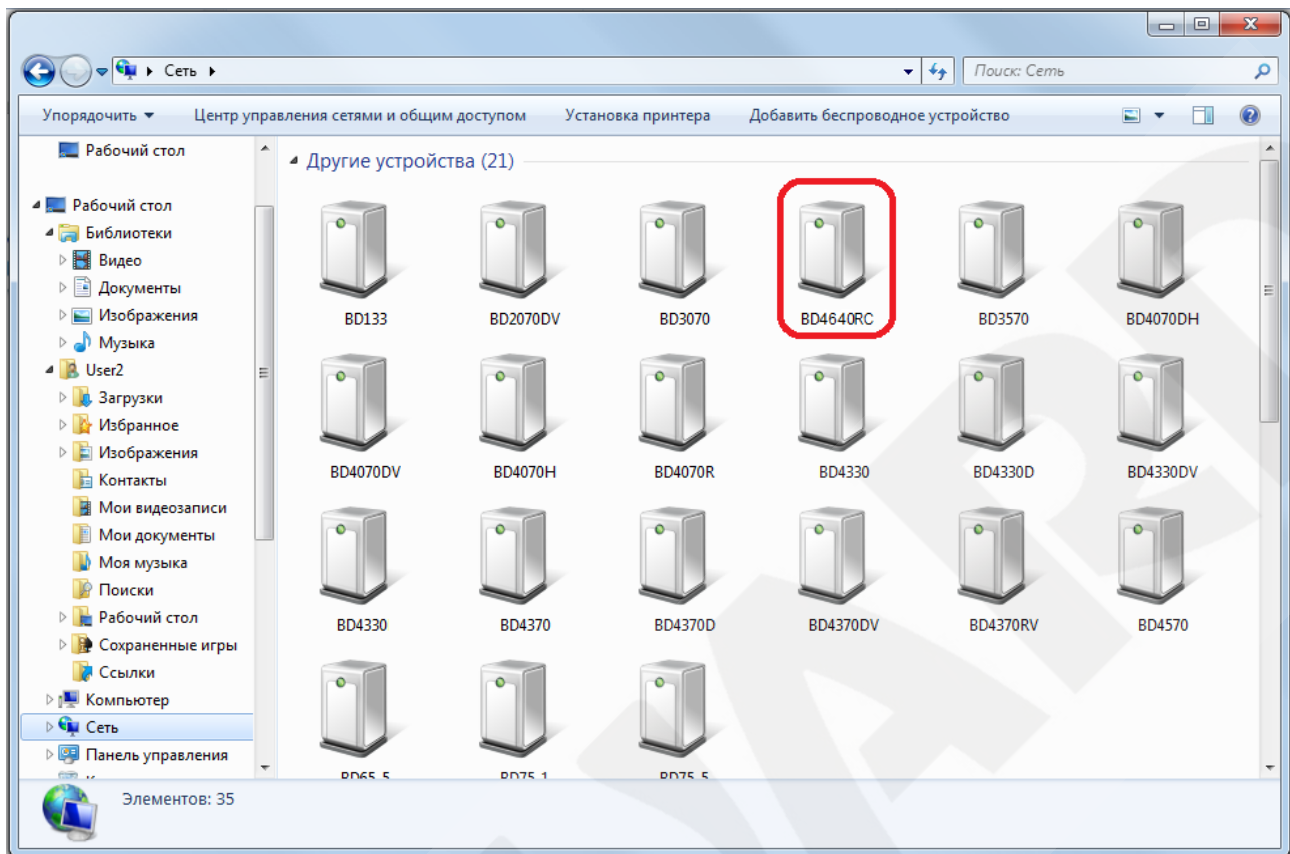 Сеть
Поиск: Сеть
Упорядочить Центр управления сетями и общим доступом Установка принтера Добавить беспроводное устройство
Рабочий стол
Рабочий стол
Библиотеки
Видео
Документы
Изображения
Музыка
User2
Загрузки
Избранное
Изображения
Контакты
Мои видеозаписи
Мои документы
Моя музыка
Поиски
Рабочий стол
Сохраненные игры
Ссылки
Компьютер
Сеть
Панель управления
Другие устройства (21)
BD133 BD2070DV BD3070 BD4640RC BD3570 BD4070DH
BD4070DV BD4070H BD4070R BD4330 BD4330D BD4330DV
BD4330 BD4370 BD4370D BD4370DV BD4370RV BD4570
BD65_5 BD75_1 BD75_5
Элементов: 35